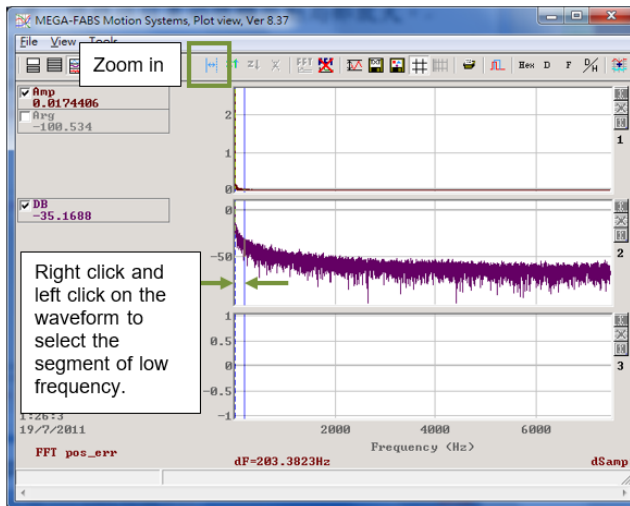 MEGA-FABS Motion Systems, Plot view, Ver 8.37
File View Tools
Zoom in
FFT Hex D F D/H
Amp
0.0174406
Arg
-100.534
2
1
0
1
DB
-35.1688
0
-50
2
Right click and
left click on the
waveform to
select the
segment of low
frequency.
1
0.5
0
-0.5
-1
3
1:26:3
19/7/2011
2000 4000 6000
Frequency (Hz)
FFT pos_err
dF=203.3823Hz
dSamp